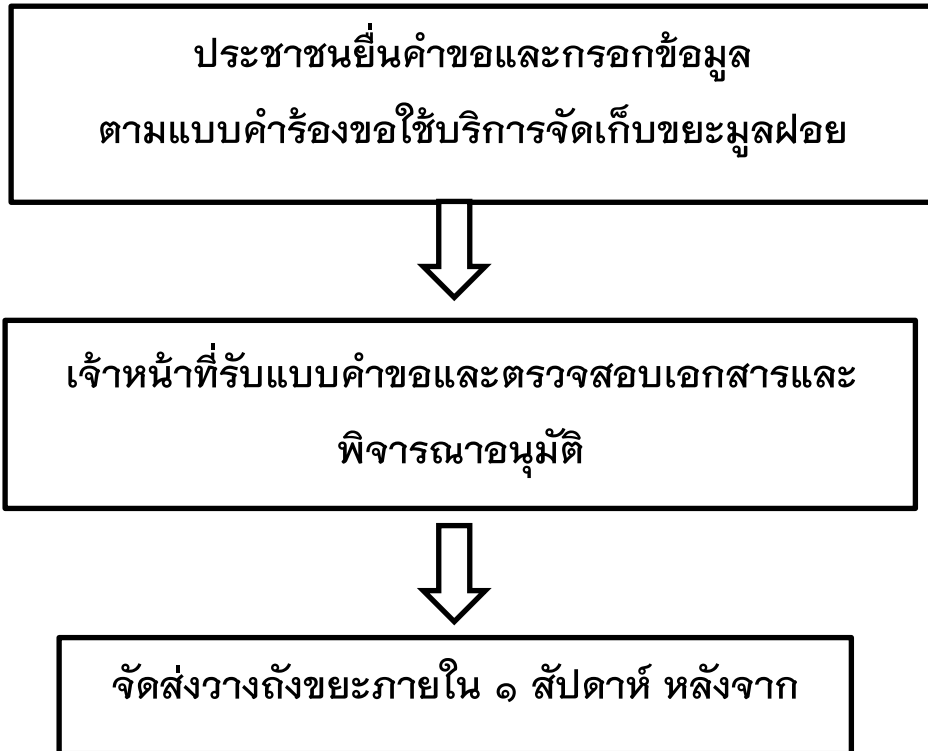 ประชาชนยื่นคำขอและกรอกข้อมูล
ตามแบบคำร้องขอใช้บริการจัดเก็บขยะมูลฝอย
เจ้าหน้าที่รับแบบคำขอและตรวจสอบเอกสารและ
พิจารณาอนุมัติ
จัดส่งวางถังขยะภายใน ๑ สัปดาห์ หลังจาก